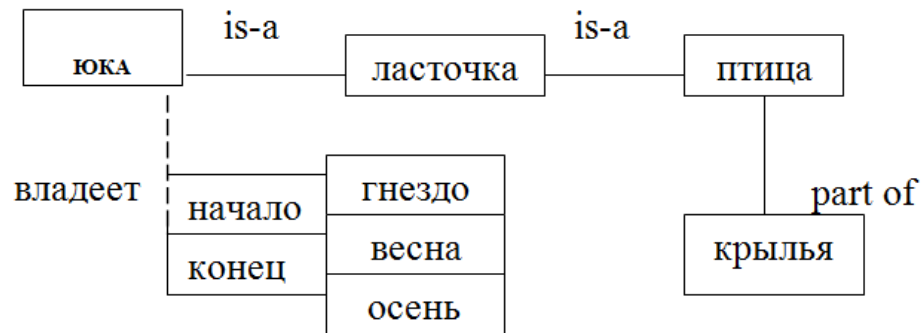 is-a
is-a
ЮКА
ласточка
птица
владеет
гнездо
part of
начало
весна
крылья
конец
осень